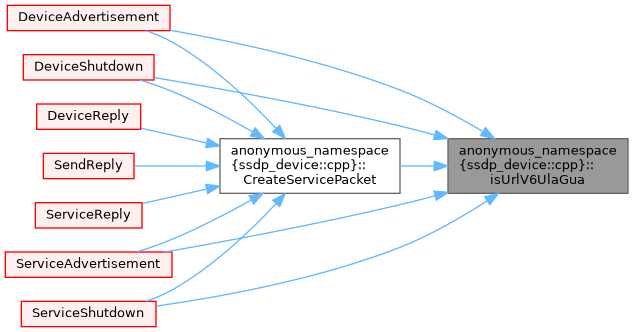 DeviceAdvertisement
DeviceShutdown
DeviceReply
SendReply
ServiceReply
ServiceAdvertisement
ServiceShutdown
anonymous_namespace
{ssdp_device::cpp}::
CreateServicePacket
anonymous_namespace
{ssdp_device::cpp}::
isUrlV6UlaGua